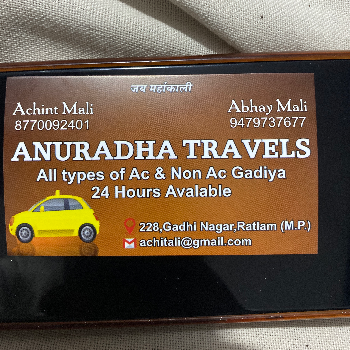 जय महांकाली
Achint Mali Abhay Mali
8770092401 9479737677
ANURADHA TRAVELS
All types of Ac & Non Ac Gadiya
24 Hours Avalable
228,Gadhi Nagar,Ratlam (M.P.)
achitali@gmail.com